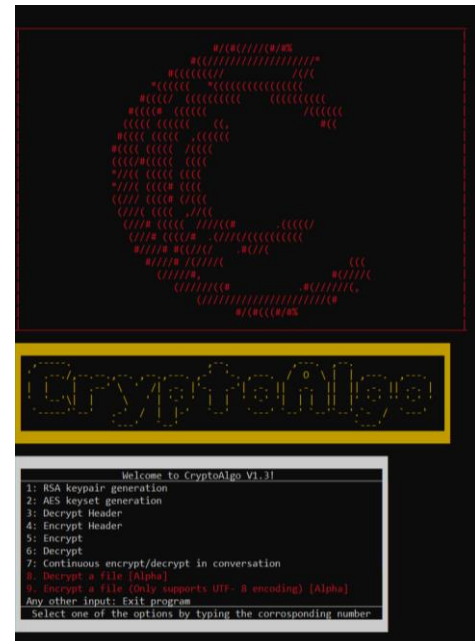 CryptoAlgo
Welcome to CryptoAlgo V1.3!
1: RSA keypair generation
2: AES keyset generation
3: Decrypt Header
4: Encrypt Header
5: Encrypt
6: Decrypt
7: Continuous encrypt/decrypt in conversation
8. Decrypt a file [Alpha]
9. Encrypt a file (Only supports UTF- 8 encoding) [Alpha]
Any other input: Exit program
Select one of the options by typing the corrosponding number